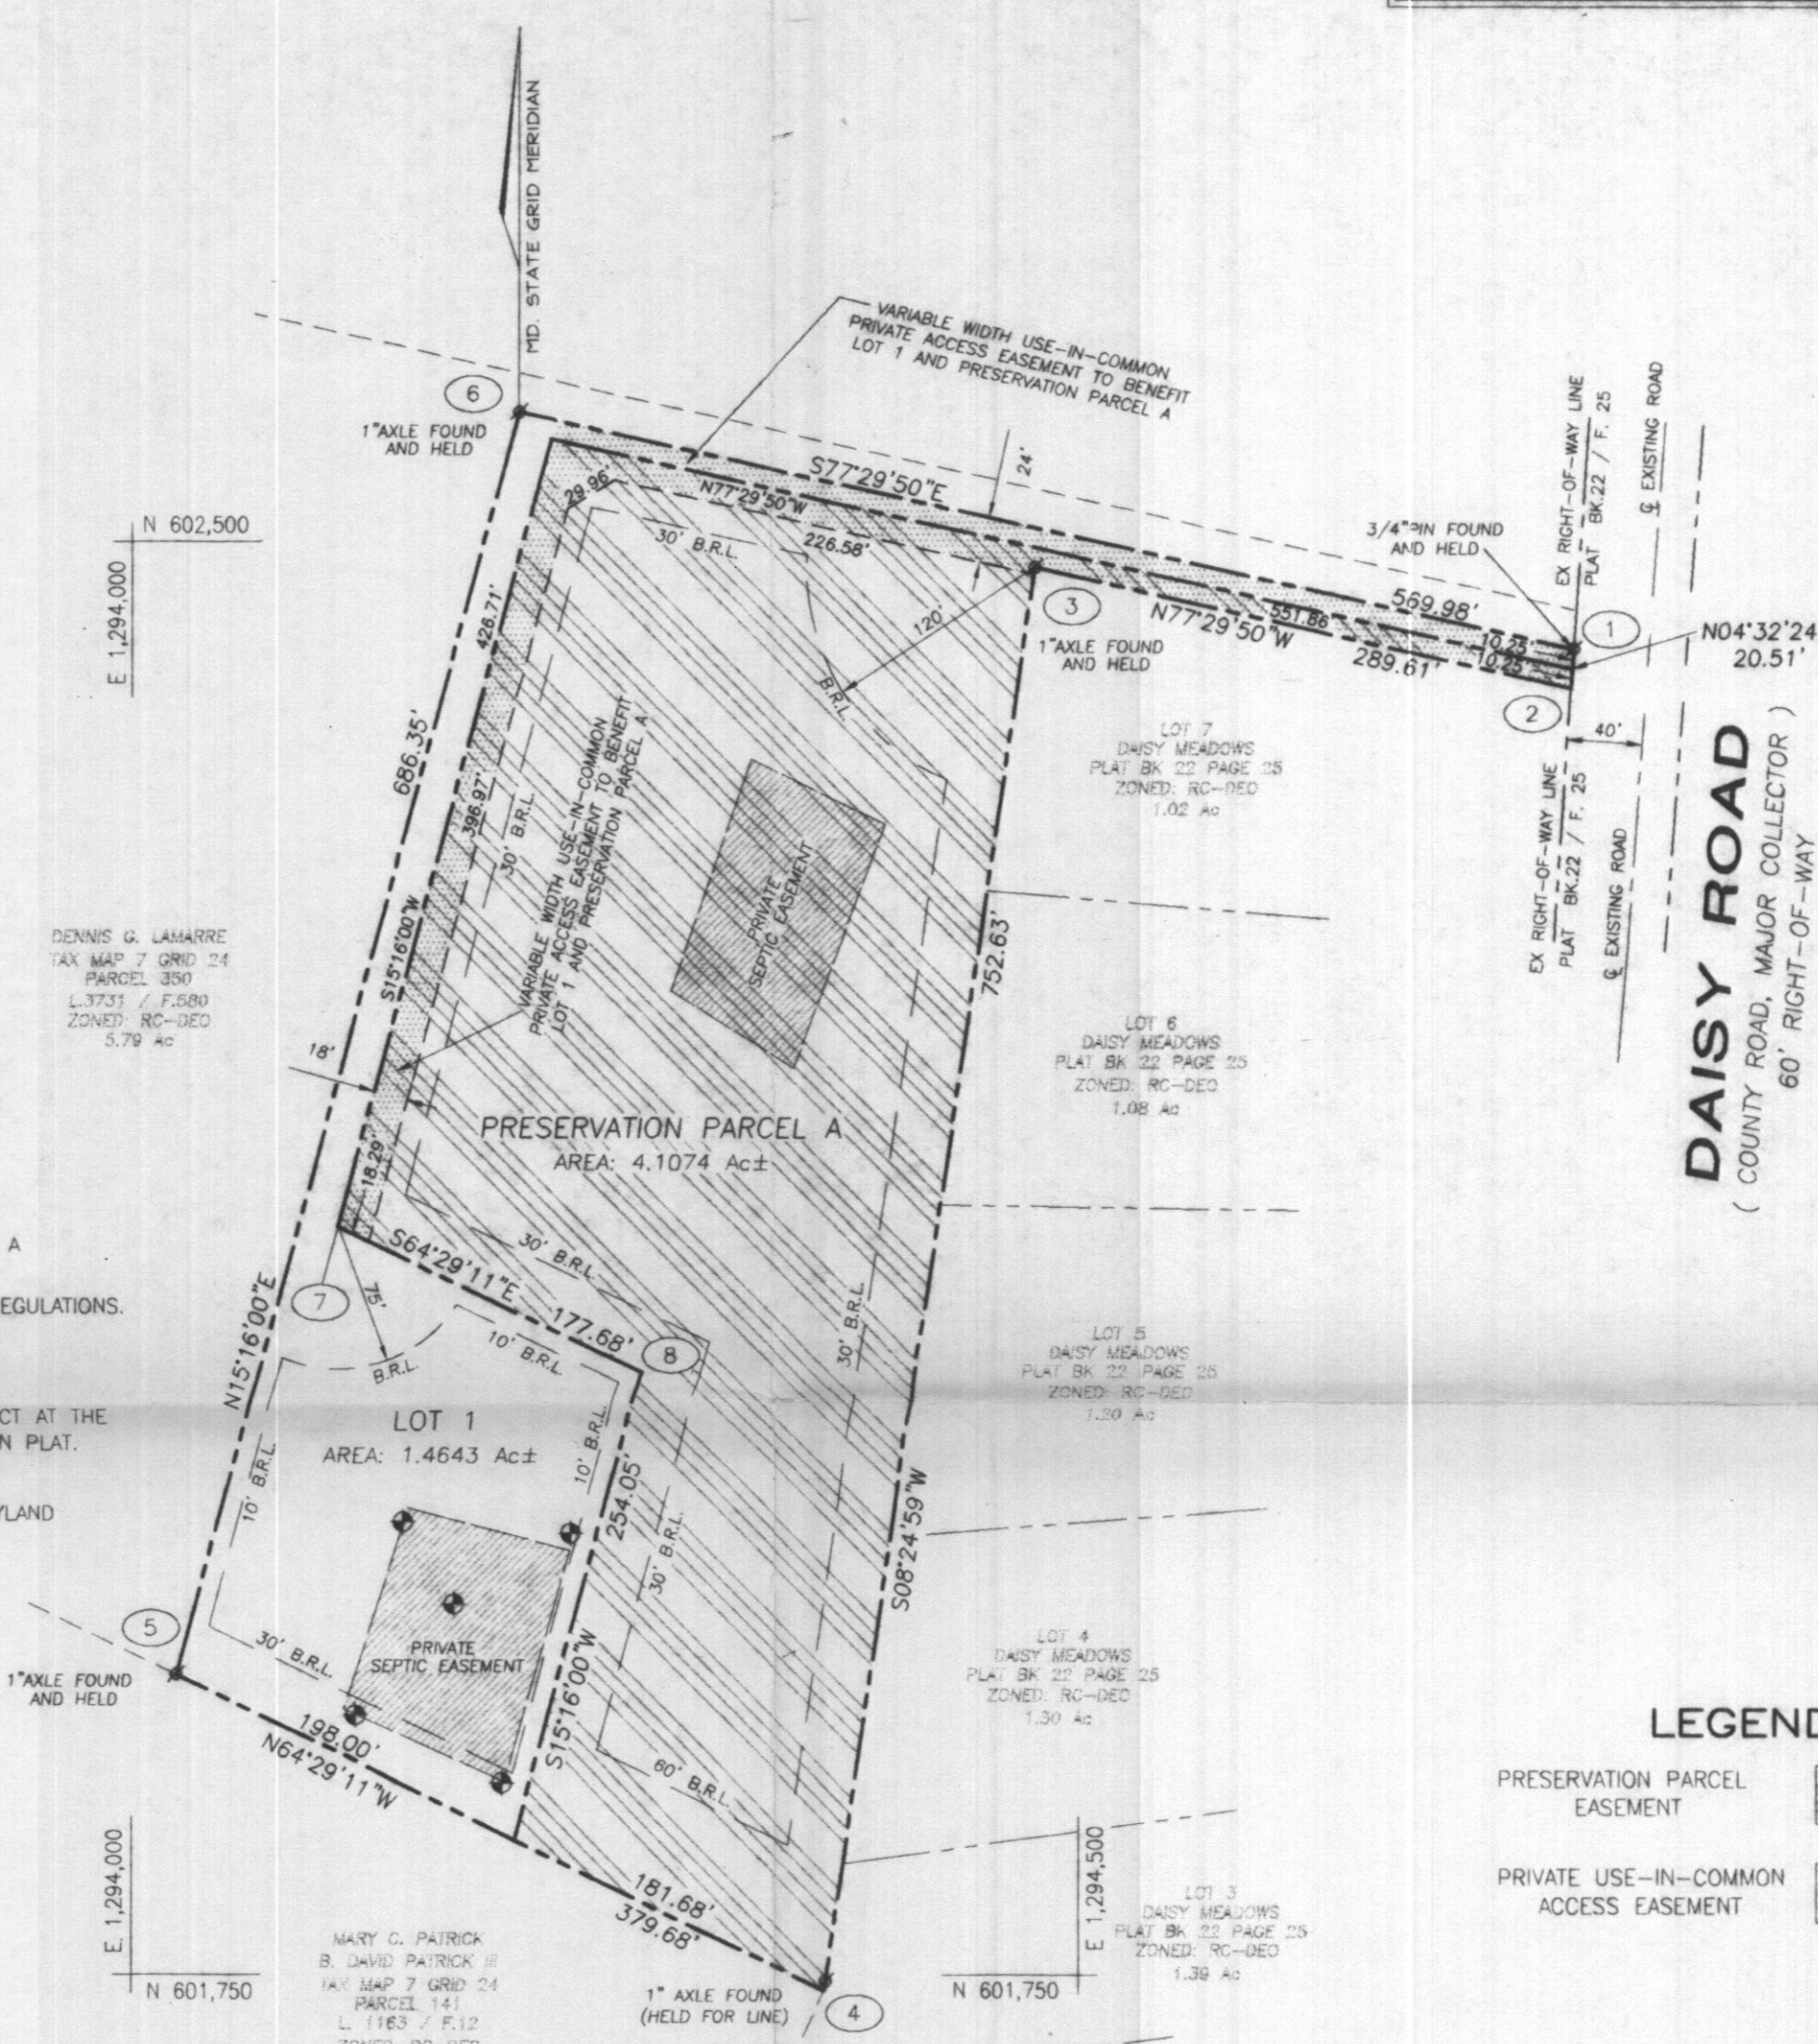 MD. STATE GRID MERIDIAN
VARIABLE WIDTH USE-IN-COMMON
PRIVATE ACCESS EASEMENT TO BENEFIT
LOT 1 AND PRESERVATION PARCEL A
6
1" AXLE FOUND
AND HELD
24'
S77°29'50"E
569.98'
N77°29'50"W
226.58'
29.96'
30' B.R.L.
N 602,500
E 1,294,000
3/4" PIN FOUND
AND HELD
EX RIGHT-OF-WAY LINE
PLAT BK.22 / F. 25
℄ EXISTING ROAD
1
N04°32'24
20.51'
3
1" AXLE FOUND
AND HELD
N77°29'50"W
289.61'
551.86
10.25'
10.25'
2
40'
EX RIGHT-OF-WAY LINE
PLAT BK.22 / F. 25
℄ EXISTING ROAD
DAISY ROAD
( COUNTY ROAD, MAJOR COLLECTOR )
60' RIGHT-OF-WAY
120'
B.R.L.
426.71'
686.35'
396.97'
30' B.R.L.
S15°16'00"W
VARIABLE WIDTH USE-IN-COMMON
PRIVATE ACCESS EASEMENT TO BENEFIT
LOT 1 AND PRESERVATION PARCEL A
PRIVATE
SEPTIC EASEMENT
752.63'
LOT 7
DAISY MEADOWS
PLAT BK 22 PAGE 25
ZONED: RC-DEO
1.02 Ac
DENNIS G. LAMARRE
TAX MAP 7 GRID 24
PARCEL 350
L.3731 / F.580
ZONED: RC-DEO
5.79 Ac
18'
LOT 6
DAISY MEADOWS
PLAT BK 22 PAGE 25
ZONED: RC-DEO
1.08 Ac
PRESERVATION PARCEL A
AREA: 4.1074 Ac±
18.29'
A
EGULATIONS.
CT AT THE
N PLAT.
YLAND
7
S64°29'11"E
177.68'
30' B.R.L.
75'
B.R.L.
10' B.R.L.
8
30' B.R.L.
LOT 5
DAISY MEADOWS
PLAT BK 22 PAGE 25
ZONED: RC-DEO
1.20 Ac
N15°16'00"E
LOT 1
AREA: 1.4643 Ac±
10' B.R.L.
10' B.R.L.
254.05'
30' B.R.L.
S15°16'00"W
S08°24'59"W
PRIVATE
SEPTIC EASEMENT
5
1" AXLE FOUND
AND HELD
30' B.R.L.
198.00'
N64°29'11"W
60' B.R.L.
181.68'
379.68'
LOT 4
DAISY MEADOWS
PLAT BK 22 PAGE 25
ZONED: RC-DEO
1.30 Ac
LEGEND
PRESERVATION PARCEL
EASEMENT
PRIVATE USE-IN-COMMON
ACCESS EASEMENT
E 1,294,000
N 601,750
MARY C. PATRICK
B. DAVID PATRICK III
TAX MAP 7 GRID 24
PARCEL 141
L. 1163 / F.12
1" AXLE FOUND
(HELD FOR LINE)
4
E 1,294,500
N 601,750
LOT 3
DAISY MEADOWS
PLAT BK 22 PAGE 25
ZONED: RC-DEO
1.39 Ac